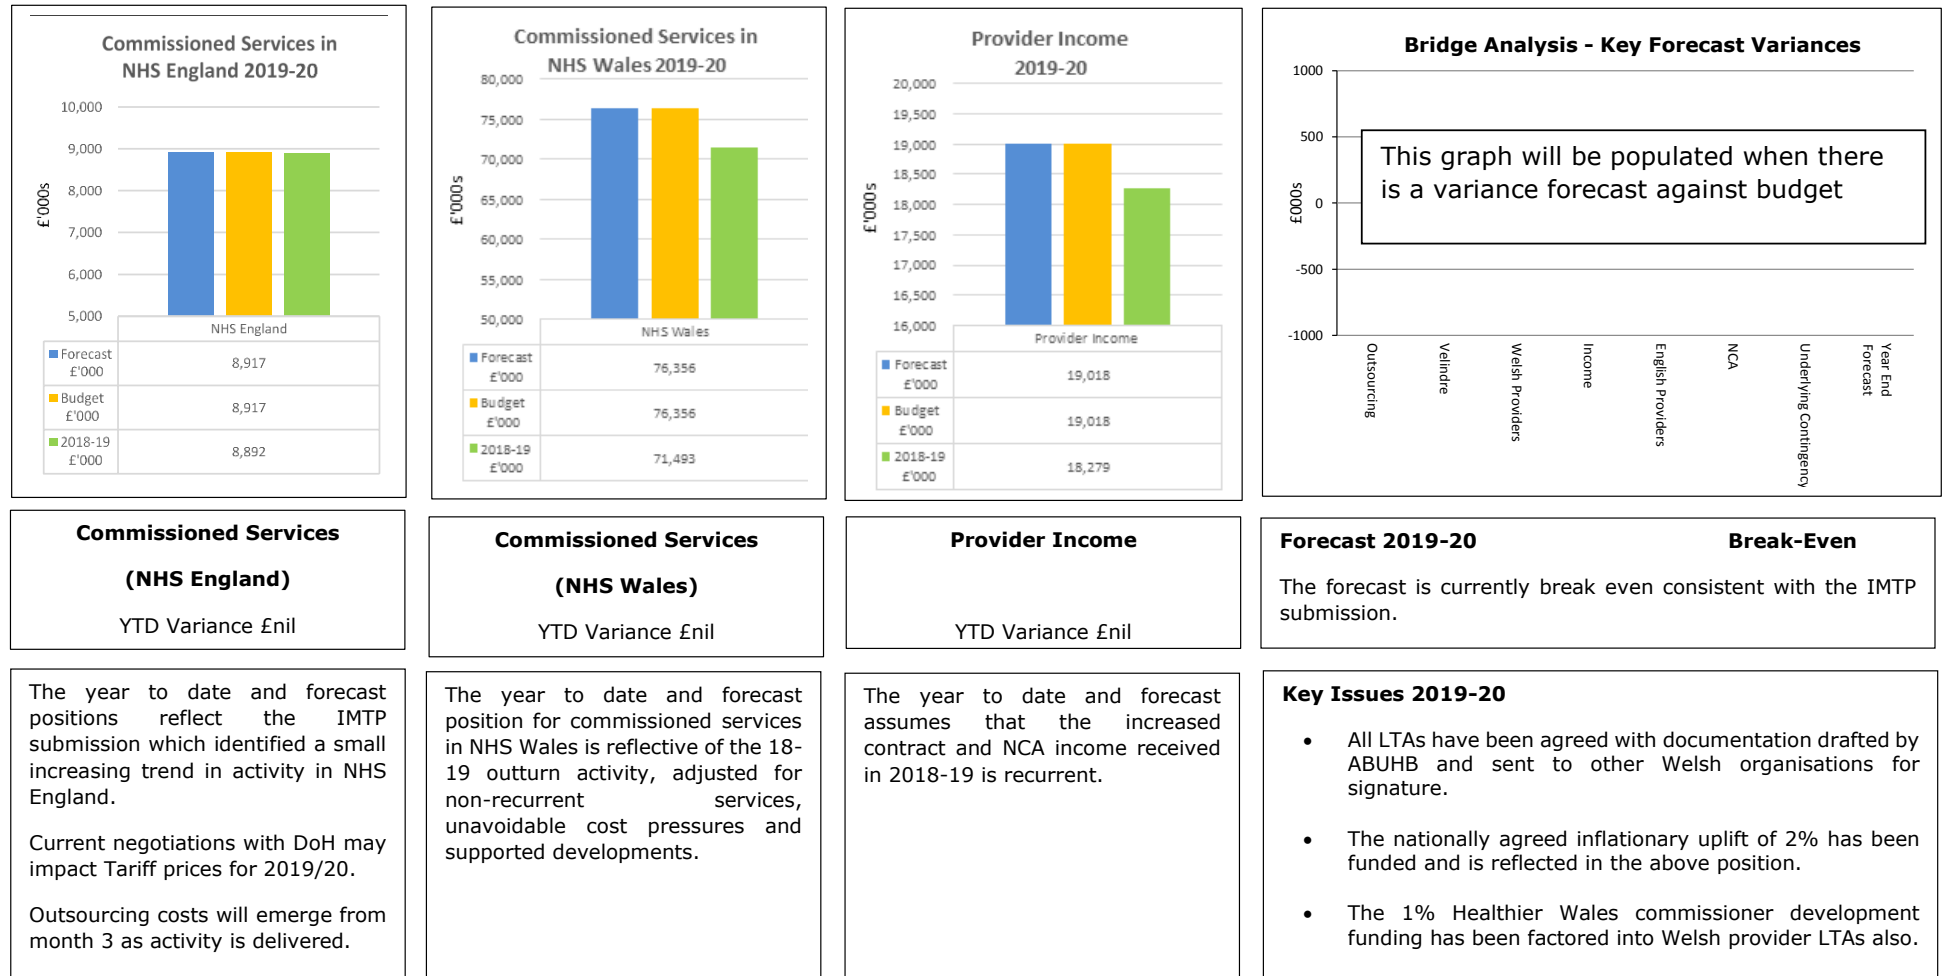 Commissioned Services in
NHS England 2019-20
£'000s
10,000
9,000
8,000
7,000
6,000
5,000
NHS England
Forecast
£'000
8,917
Budget
£'000
8,917
2018-19
£'000
8,892
Commissioned Services in
NHS Wales 2019-20
£'000s
80,000
75,000
70,000
65,000
60,000
55,000
50,000
NHS Wales
Forecast
£'000
76,356
Budget
£'000
76,356
2018-19
£'000
71,493
Provider Income
2019-20
£'000s
20,000
19,500
19,000
18,500
18,000
17,500
17,000
16,500
16,000
Provider Income
Forecast
£'000
19,018
Budget
£'000
19,018
2018-19
£'000
18,279
Bridge Analysis - Key Forecast Variances
£000s
1000
500
0
-500
-1000
This graph will be populated when there
is a variance forecast against budget
Outsourcing
Velindre
Welsh Providers
Income
English Providers
NCA
Underlying Contingency
Year End
Forecast
Commissioned Services
(NHS England)
YTD Variance £nil
Commissioned Services
(NHS Wales)
YTD Variance £nil
Provider Income
YTD Variance £nil
Forecast 2019-20 Break-Even
The forecast is currently break even consistent with the IMTP
submission.
The year to date and forecast
positions reflect the IMTP
submission which identified a small
increasing trend in activity in NHS
England.
Current negotiations with DoH may
impact Tariff prices for 2019/20.
Outsourcing costs will emerge from
month 3 as activity is delivered.
The year to date and forecast
position for commissioned services
in NHS Wales is reflective of the 18-
19 outturn activity, adjusted for
non-recurrent services,
unavoidable cost pressures and
supported developments.
The year to date and forecast
assumes that the increased
contract and NCA income received
in 2018-19 is recurrent.
Key Issues 2019-20
• All LTAs have been agreed with documentation drafted by
ABUHB and sent to other Welsh organisations for
signature.
• The nationally agreed inflationary uplift of 2% has been
funded and is reflected in the above position.
• The 1% Healthier Wales commissioner development
funding has been factored into Welsh provider LTAs also.